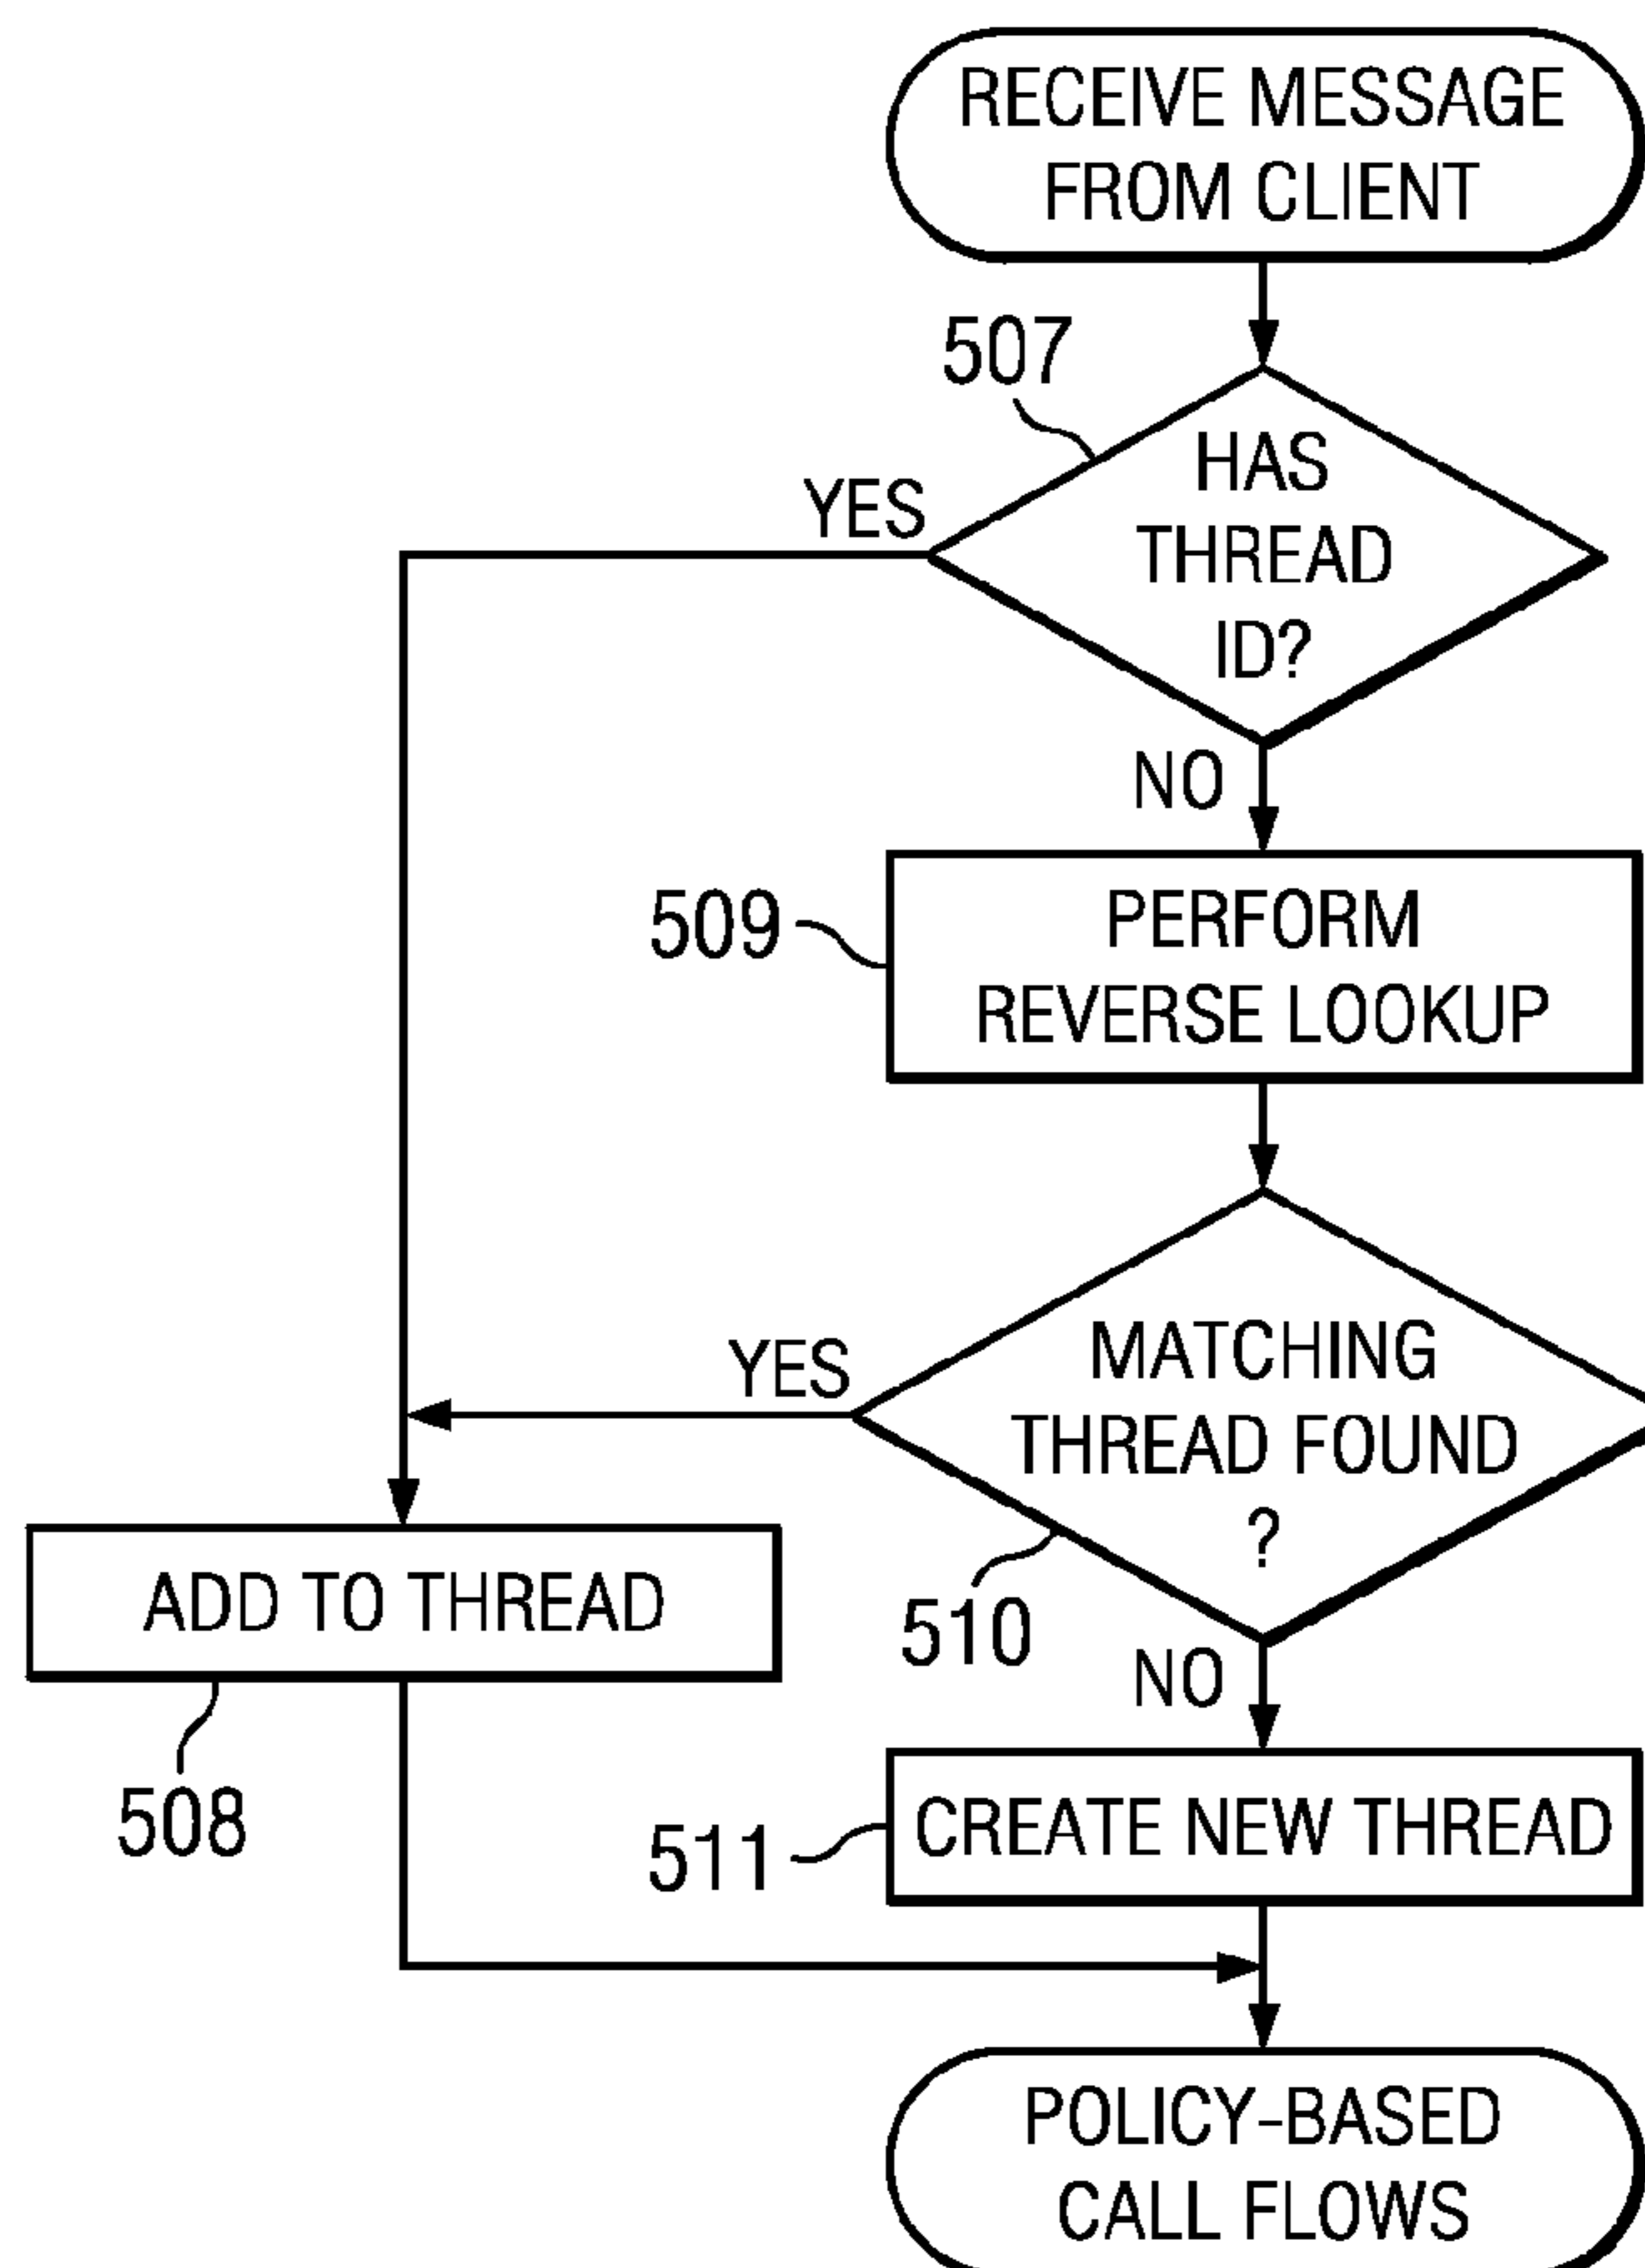 RECEIVE MESSAGE
FROM CLIENT
507
HAS
THREAD
ID?
YES
NO
509
PERFORM
REVERSE LOOKUP
YES
MATCHING
THREAD FOUND
?
510
NO
ADD TO THREAD
508
511
CREATE NEW THREAD
POLICY-BASED
CALL FLOWS